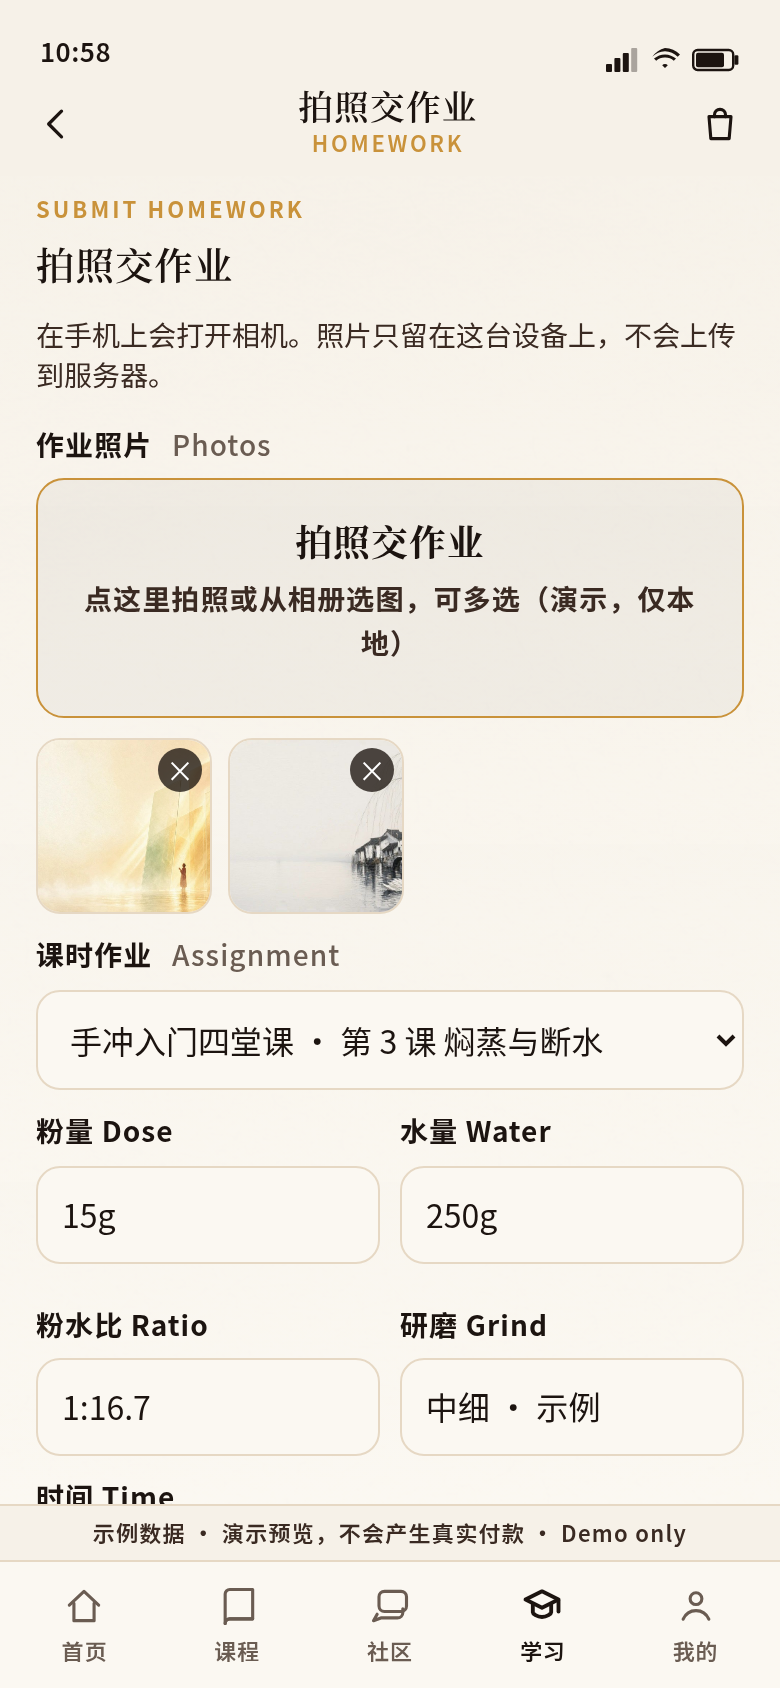 10:58
拍照交作业
HOMEWORK
SUBMIT HOMEWORK
拍照交作业
在手机上会打开相机。照片只留在这台设备上，不会上传
到服务器。
作业照片 Photos
拍照交作业
点这里拍照或从相册选图，可多选（演示，仅本
地）
课时作业 Assignment
手冲入门四堂课 · 第 3 课 焖蒸与断水
粉量 Dose 水量 Water
15g 250g
粉水比 Ratio 研磨 Grind
1:16.7 中细 · 示例
时间 Time
示例数据 · 演示预览，不会产生真实付款 · Demo only
首页 课程 社区 学习 我的